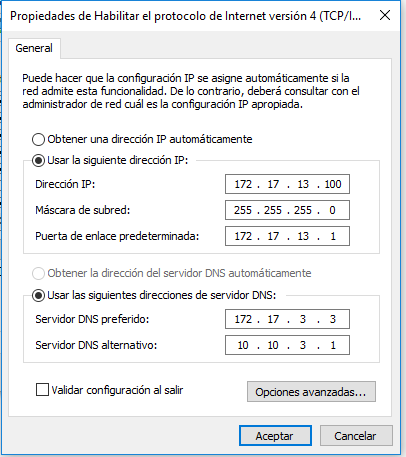 Propiedades de Habilitar el protocolo de Internet versión 4 (TCP/I...
General
Puede hacer que la configuración IP se asigne automáticamente si la
red admite esta funcionalidad. De lo contrario, deberá consultar con el
administrador de red cuál es la configuración IP apropiada.
Obtener una dirección IP automáticamente
Usar la siguiente dirección IP:
Dirección IP: 172 . 17 . 13 . 100
Máscara de subred: 255 . 255 . 255 . 0
Puerta de enlace predeterminada: 172 . 17 . 13 . 1
Obtener la dirección del servidor DNS automáticamente
Usar las siguientes direcciones de servidor DNS:
Servidor DNS preferido: 172 . 17 . 3 . 3
Servidor DNS alternativo: 10 . 10 . 3 . 1
Validar configuración al salir
Opciones avanzadas...
Aceptar Cancelar